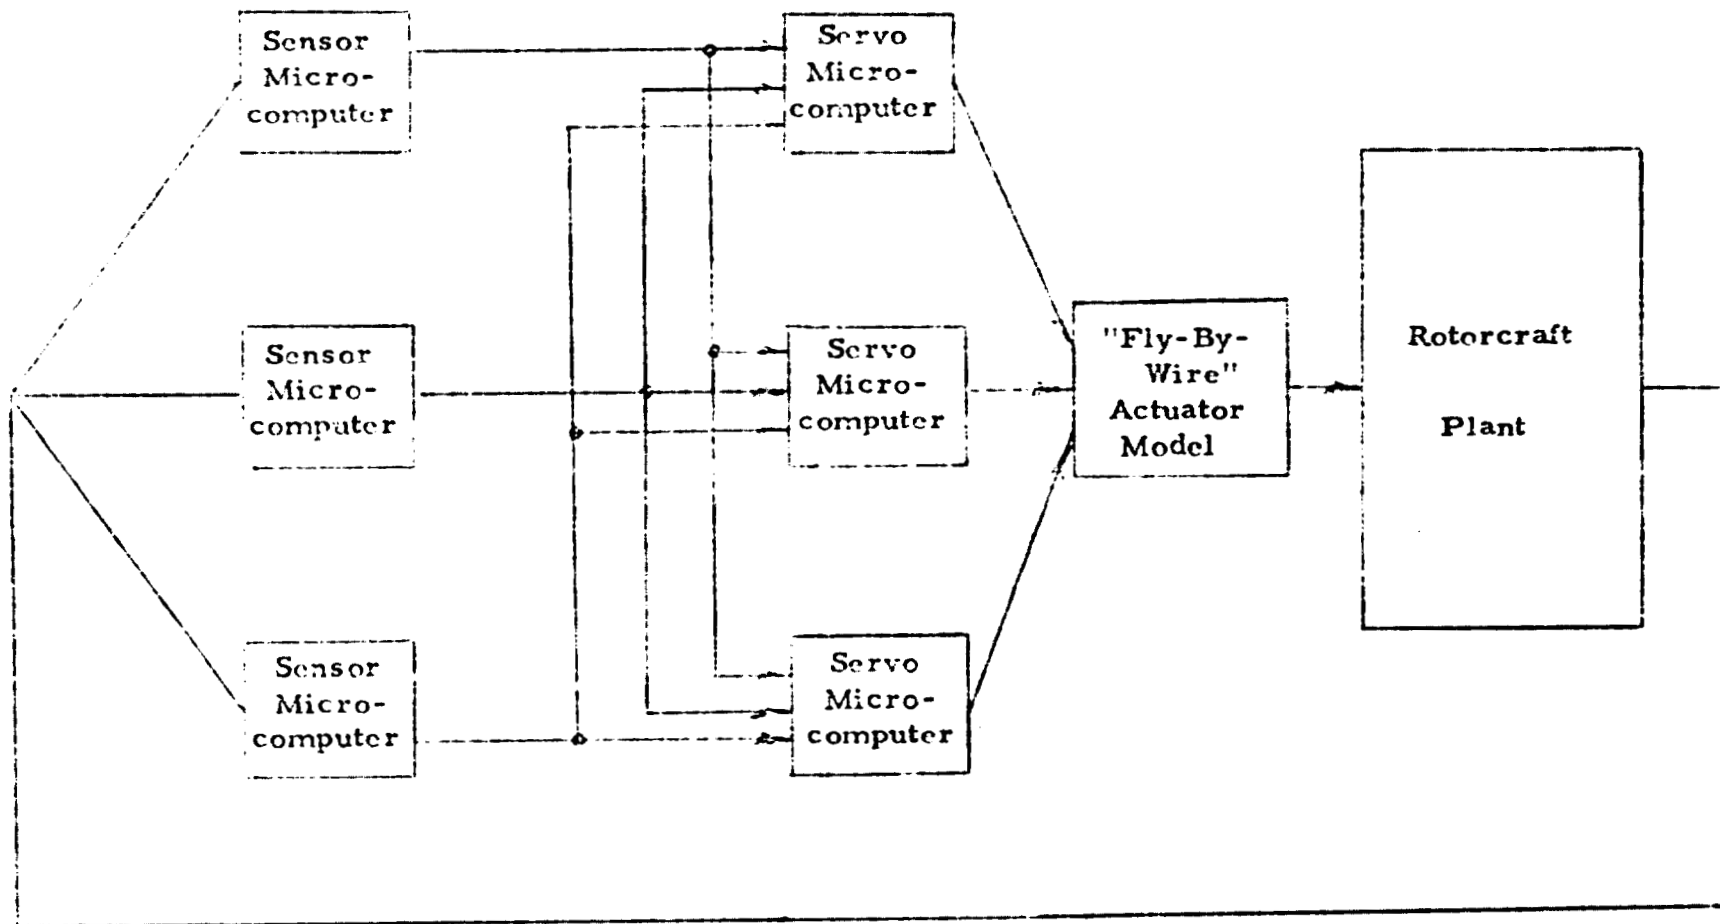 Sensor
Micro-
computer
Servo
Micro-
computer
Sensor
Micro-
computer
Servo
Micro-
computer
"Fly-By-
Wire"
Actuator
Model
Rotorcraft
Plant
Sensor
Micro-
computer
Servo
Micro-
computer